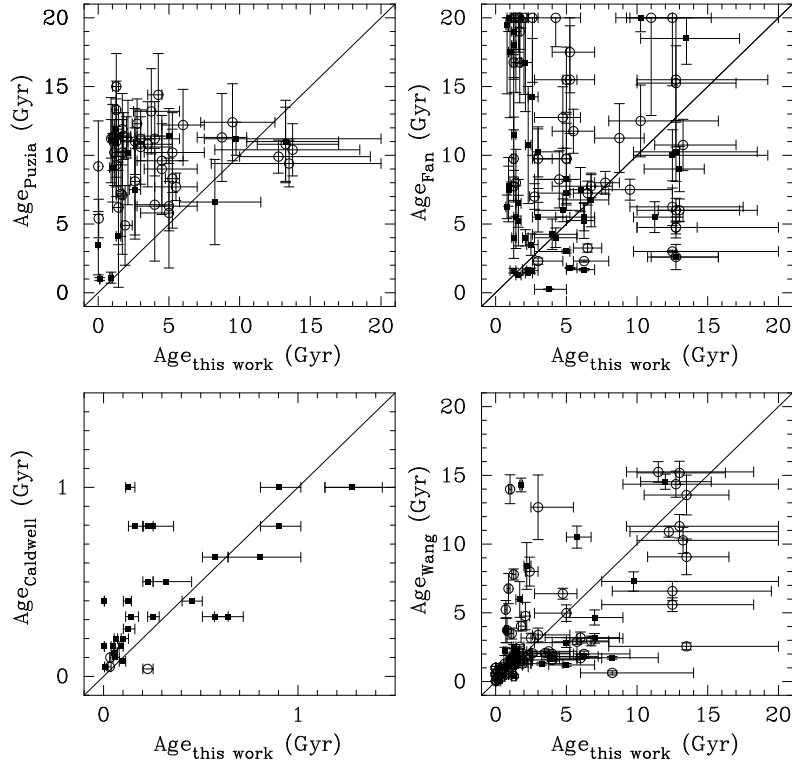 20
15
10
5
0
Age_Puzia (Gyr)
0 5 10 15 20
Age_this work (Gyr)
20
15
10
5
0
Age_Fan (Gyr)
0 5 10 15 20
Age_this work (Gyr)
1
0
Age_Caldwell (Gyr)
0 1
Age_this work (Gyr)
20
15
10
5
0
Age_Wang (Gyr)
0 5 10 15 20
Age_this work (Gyr)